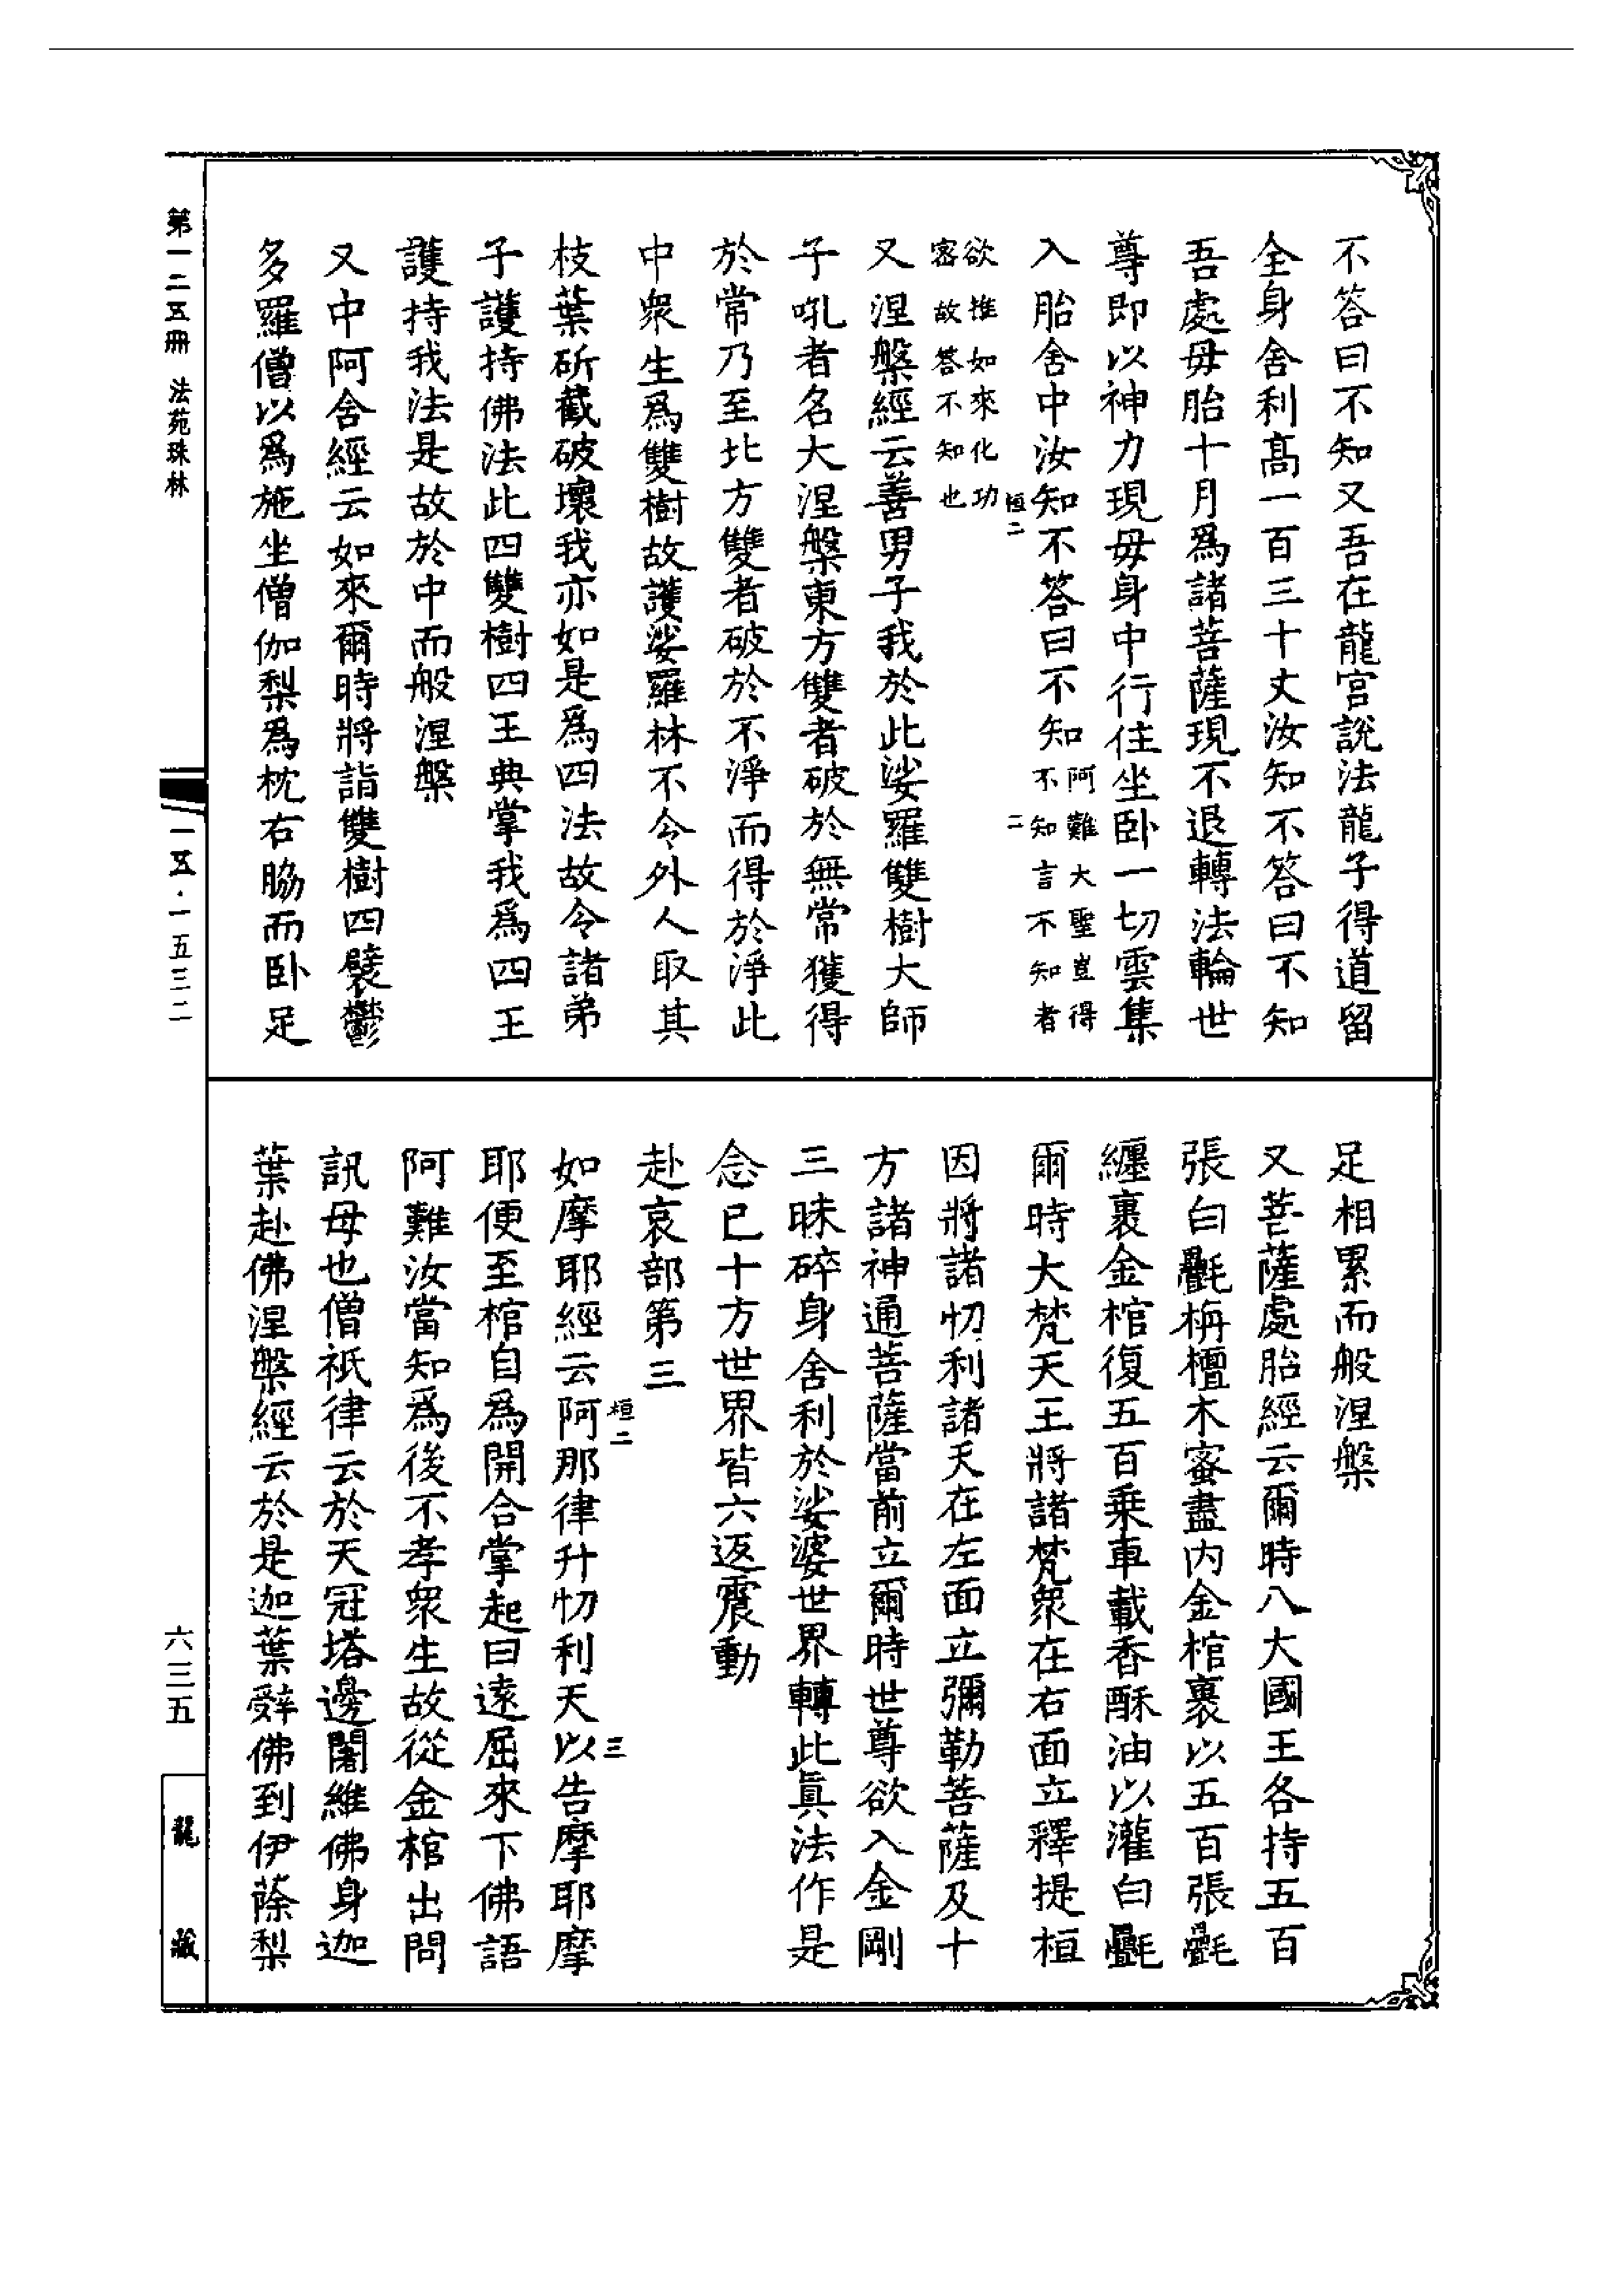 不答曰不知又吾在龍宮說法龍子得道留
全身舍利髙一百三十丈汝知不答曰不知
吾處毋胎十月爲諸菩薩現不退轉法輪世
尊即以神力現毋身中行住坐卧一切雲集
入胎舍中汝知不答曰不知阿難大聖豈得
不知言不知者
欲推如來化功
宻故答不知也
桓二
二
又涅槃經云善男子我於此娑羅雙樹大師
子吼者名大涅槃東方雙者破於無常獲得
於常乃至北方雙者破於不淨而得於淨此
中衆生爲雙樹故護娑羅林不令外人取其
枝葉斫截破壞我亦如是爲四法故令諸弟
子護持佛法此四雙樹四王典掌我爲四王
護持我法是故於中而般涅槃
又中阿含經云如來爾時將詣雙樹四襞鬱
多羅僧以爲施坐僧伽梨爲枕右脇而卧足
足相累而般涅槃
又菩薩處胎經云爾時八大國王各持五百
張白氎栴檀木蜜盡内金棺裹以五百張氎
纏裹金棺復五百乗車載香酥油以灌白氎
爾時大梵天王將諸梵衆在右面立釋提桓
因將諸忉利諸天在左面立彌勒菩薩及十
方諸神通菩薩當前立爾時世尊欲入金剛
三昧碎身舍利於娑婆世界轉此眞法作是
念已十方世界皆六返震動
赴哀部第三
桓二
三
如摩耶經云阿那律升忉利天以告摩耶摩
耶便至棺自爲開合掌起曰遠屈來下佛語
阿難汝當知爲後不孝衆生故從金棺出問
訊母也僧祇律云於天冠塔邊闍維佛身迦
葉赴佛涅槃經云於是迦葉辤佛到伊蒢梨
第一二五冊 法苑珠林
一五·一五三二
六三五
龍藏